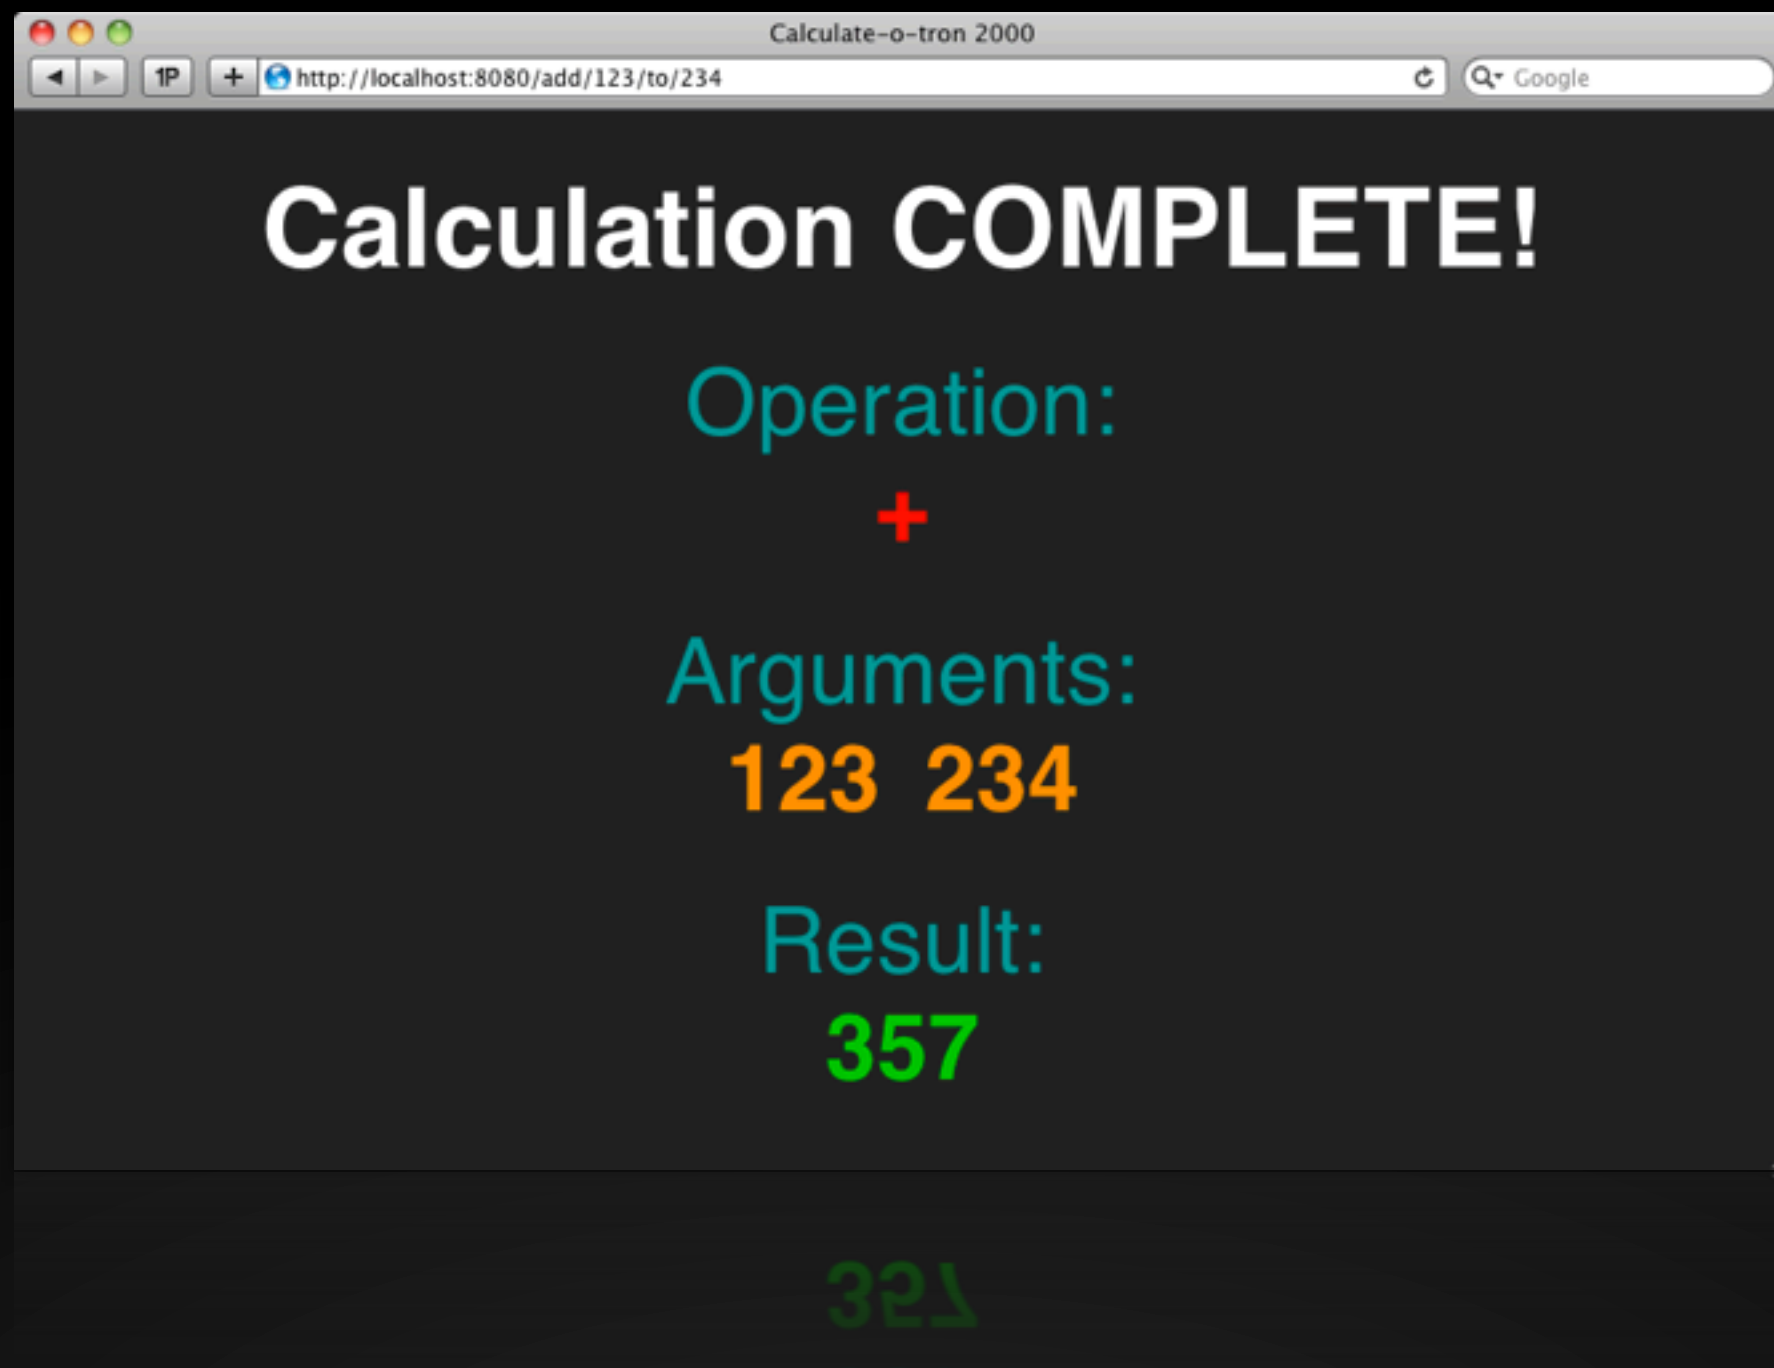 Calculate-o-tron 2000
1P + http://localhost:8080/add/123/to/234 Google
Calculation COMPLETE!
Operation:
+
Arguments:
123 234
Result:
357